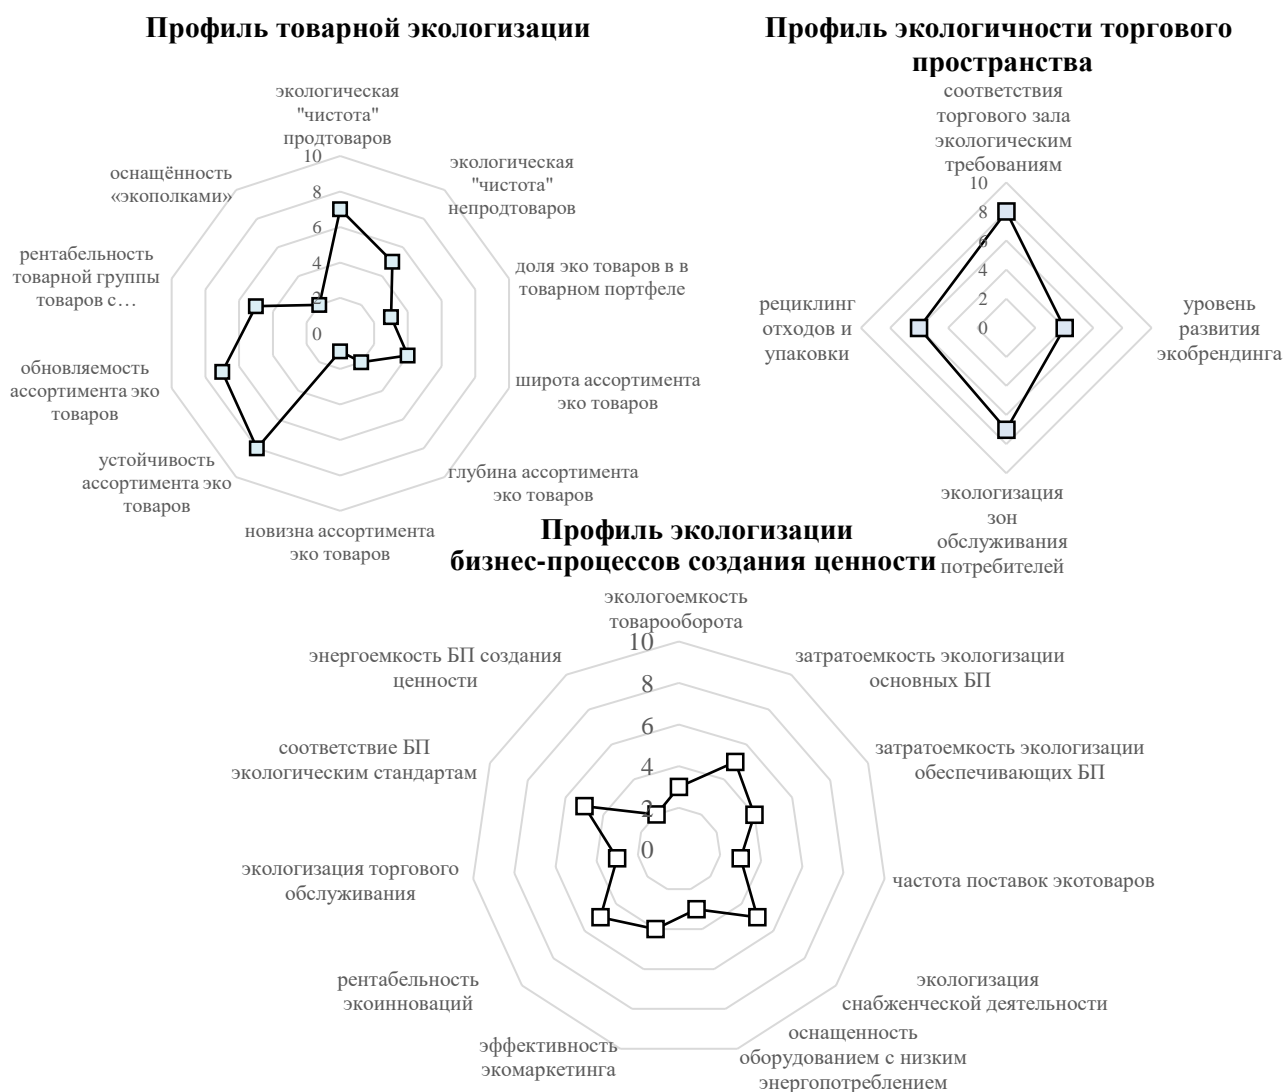 Профиль товарной экологизации
экологическая
"чистота"
продтоваров
экологическая
"чистота"
непродтоваров
доля эко товаров в в
товарном портфеле
широта ассортимента
эко товаров
глубина ассортимента
эко товаров
новизна ассортимента
эко товаров
устойчивость
ассортимента эко
товаров
обновляемость
ассортимента эко
товаров
рентабельность
товарной группы
товаров с…
оснащённость
«экополками»
10
8
6
4
2
0
Профиль экологичности торгового
пространства
соответствия
торгового зала
экологическим
требованиям
уровень
развития
экобрендинга
экологизация
зон
обслуживания
потребителей
рециклинг
отходов и
упаковки
10
8
6
4
2
0
Профиль экологизации
бизнес-процессов создания ценности
экологоемкость
товарооборота
затратоемкость экологизации
основных БП
затратоемкость экологизации
обеспечивающих БП
частота поставок экотоваров
экологизация
снабженческой деятельности
оснащенность
оборудованием с низким
энергопотреблением
эффективность
экомаркетинга
рентабельность
экоинноваций
экологизация торгового
обслуживания
соответствие БП
экологическим стандартам
энергоемкость БП создания
ценности
10
8
6
4
2
0